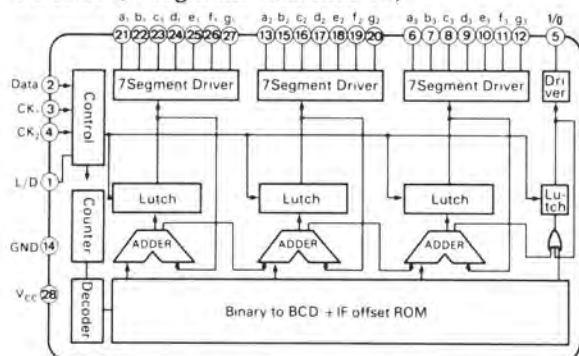 a₁ b₁ c₁ d₁ e₁ f₁ g₁ a₂ b₂ c₂ d₂ e₂ f₂ g₂ a₃ b₃ c₃ d₃ e₃ f₃ g₃ 1/0
21 22 23 24 25 26 27 13 15 16 17 18 19 20 6 7 8 9 10 11 12 5
Data 2
CK₁ 3
CK₂ 4
L/D 1
GND 14
VCC 28
Control
Counter
Decoder
7Segment Driver 7Segment Driver 7Segment Driver
Dri
ver
Lutch Lutch Lutch
Lu-
tch
ADDER ADDER ADDER
Binary to BCD + IF offset ROM